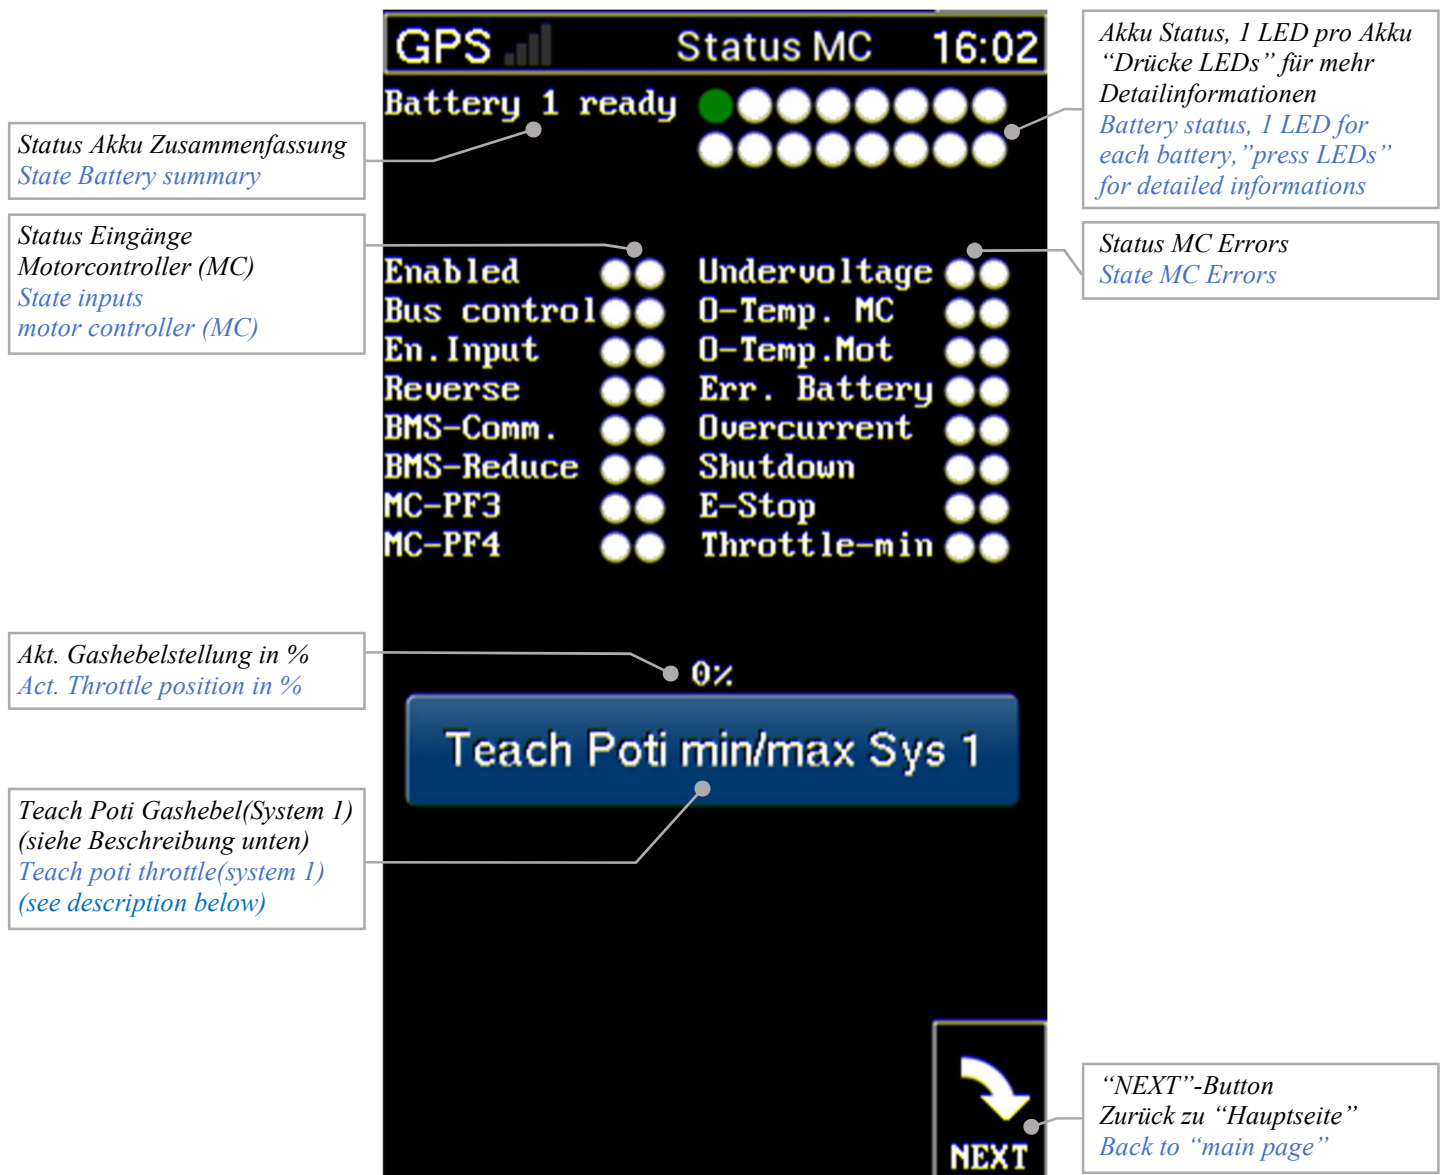 GPS Status MC 16:02
Battery 1 ready
Akku Status, 1 LED pro Akku
“Drücke LEDs” für mehr
Detailinformationen
Battery status, 1 LED for
each battery,”press LEDs”
for detailed informations
Status Akku Zusammenfassung
State Battery summary
Status Eingänge
Motorcontroller (MC)
State inputs
motor controller (MC)
Status MC Errors
State MC Errors
Enabled Undervoltage
Bus control O-Temp. MC
En.Input O-Temp.Mot
Reverse Err. Battery
BMS-Comm. Overcurrent
BMS-Reduce Shutdown
MC-PF3 E-Stop
MC-PF4 Throttle-min
Akt. Gashebelstellung in %
Act. Throttle position in %
0%
Teach Poti min/max Sys 1
Teach Poti Gashebel(System 1)
(siehe Beschreibung unten)
Teach poti throttle(system 1)
(see description below)
NEXT
“NEXT”-Button
Zurück zu “Hauptseite”
Back to “main page”